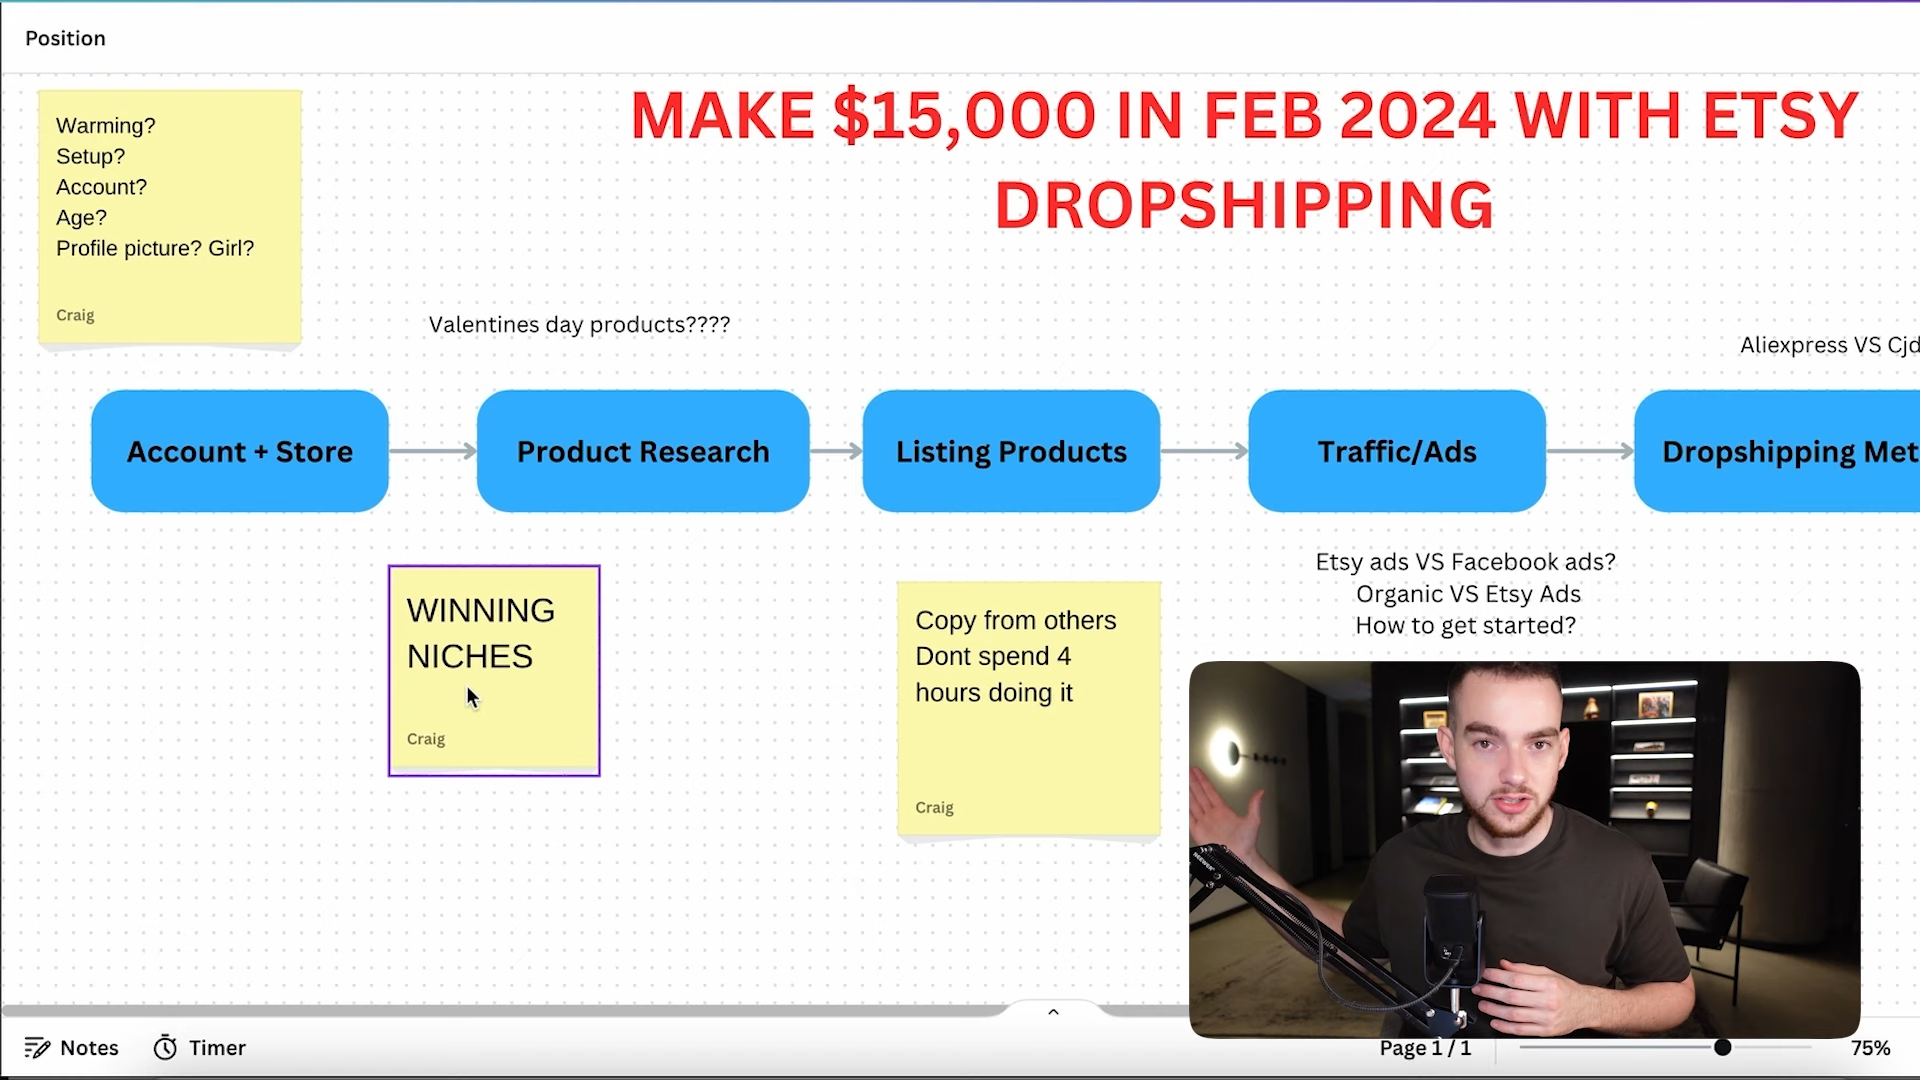 Position
MAKE $15,000 IN FEB 2024 WITH ETSY
DROPSHIPPING
Warming?
Setup?
Account?
Age?
Profile picture? Girl?
Craig
Valentines day products????
Aliexpress VS Cjd
Account + Store
Product Research
Listing Products
Traffic/Ads
Dropshipping Met
WINNING
NICHES
Craig
Copy from others
Dont spend 4
hours doing it
Craig
Etsy ads VS Facebook ads?
Organic VS Etsy Ads
How to get started?
Notes
Timer
Page 1 / 1
75%